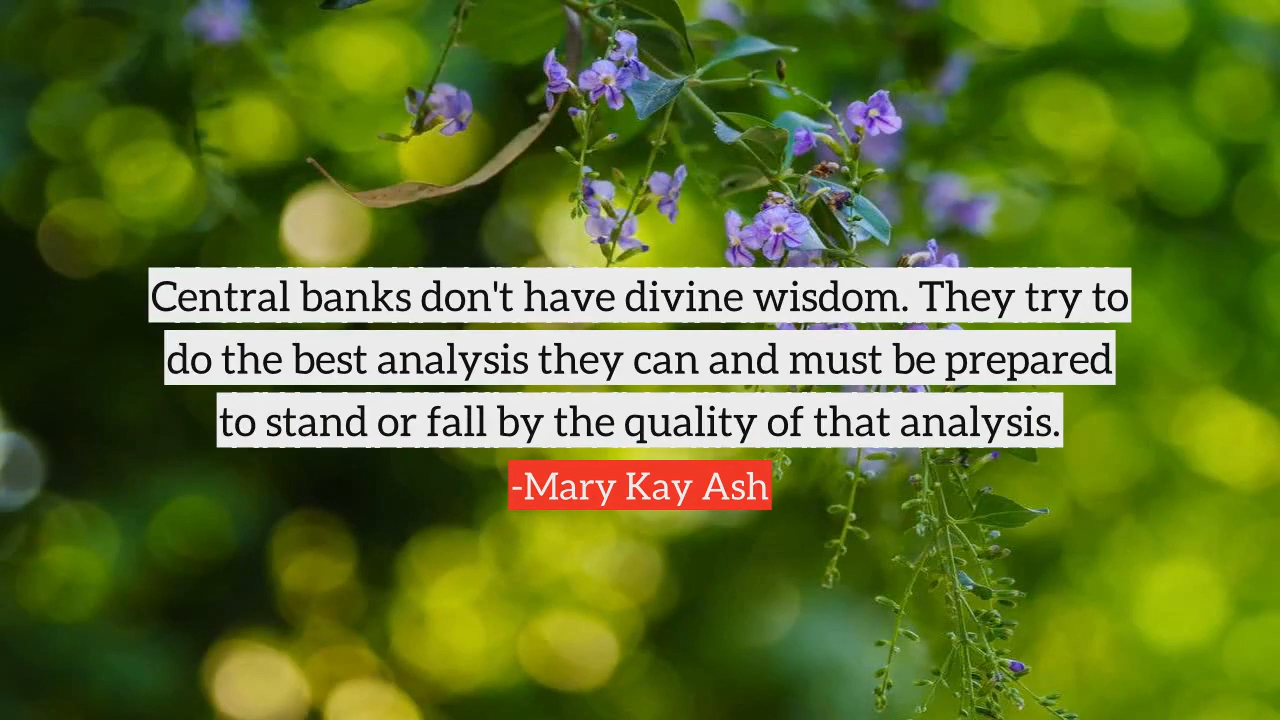 Central banks don't have divine wisdom. They try to
do the best analysis they can and must be prepared
to stand or fall by the quality of that analysis.
-Mary Kay Ash